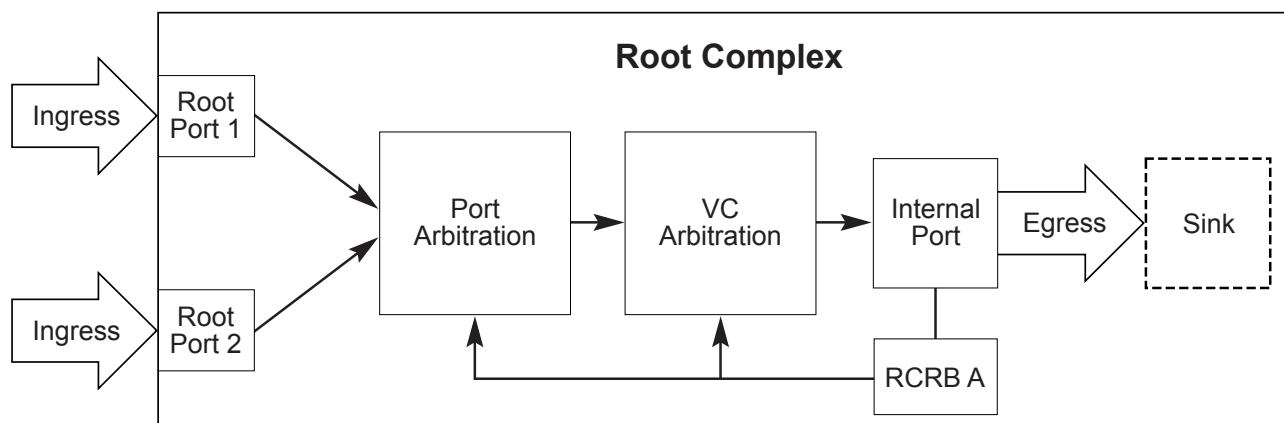 Root Complex
Ingress
Root
Port 1
Port
Arbitration
VC
Arbitration
Internal
Port
Egress
Sink
Ingress
Root
Port 2
RCRB A